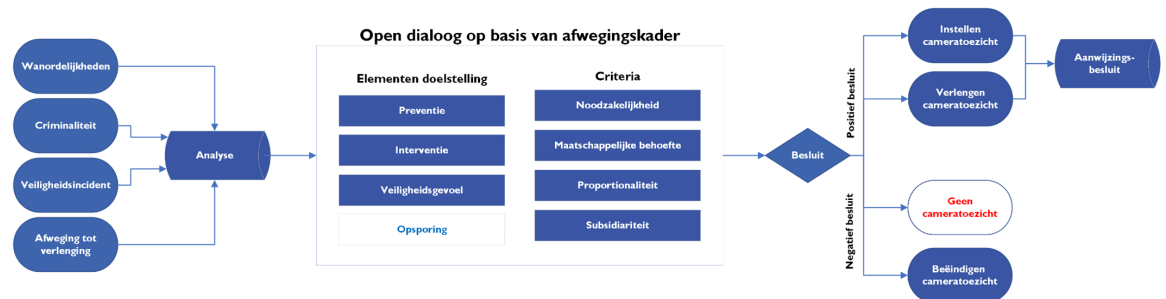 Wanordelijkheden
Criminaliteit
Veiligheidsincident
Afweging tot
verlenging
Analyse
Open dialoog op basis van afwegingskader
Elementen doelstelling
Preventie
Interventie
Veiligheidsgevoel
Opsporing
Criteria
Noodzakelijkheid
Maatschappelijke behoefte
Proportionaliteit
Subsidiariteit
Besluit
Positief besluit
Negatief besluit
Instellen
cameratoezicht
Verlengen
cameratoezicht
Geen
cameratoezicht
Beëindigen
cameratoezicht
Aanwijzings-
besluit